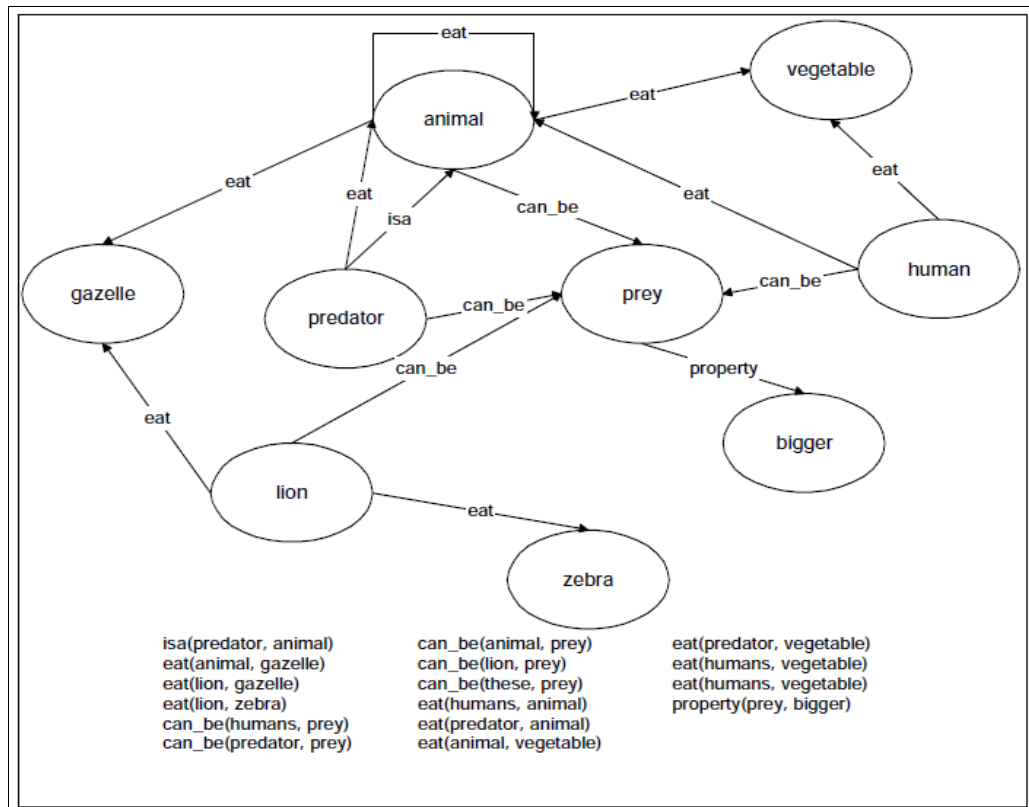 eat
vegetable
animal
eat
eat
eat
eat
eat
can_be
isa
gazelle
predator
can_be
prey
can_be
human
can_be
property
eat
bigger
lion
eat
zebra
isa(predator, animal)
eat(animal, gazelle)
eat(lion, gazelle)
eat(lion, zebra)
can_be(humans, prey)
can_be(predator, prey)
can_be(animal, prey)
can_be(lion, prey)
can_be(these, prey)
eat(humans, animal)
eat(predator, animal)
eat(animal, vegetable)
eat(predator, vegetable)
eat(humans, vegetable)
eat(humans, vegetable)
property(prey, bigger)